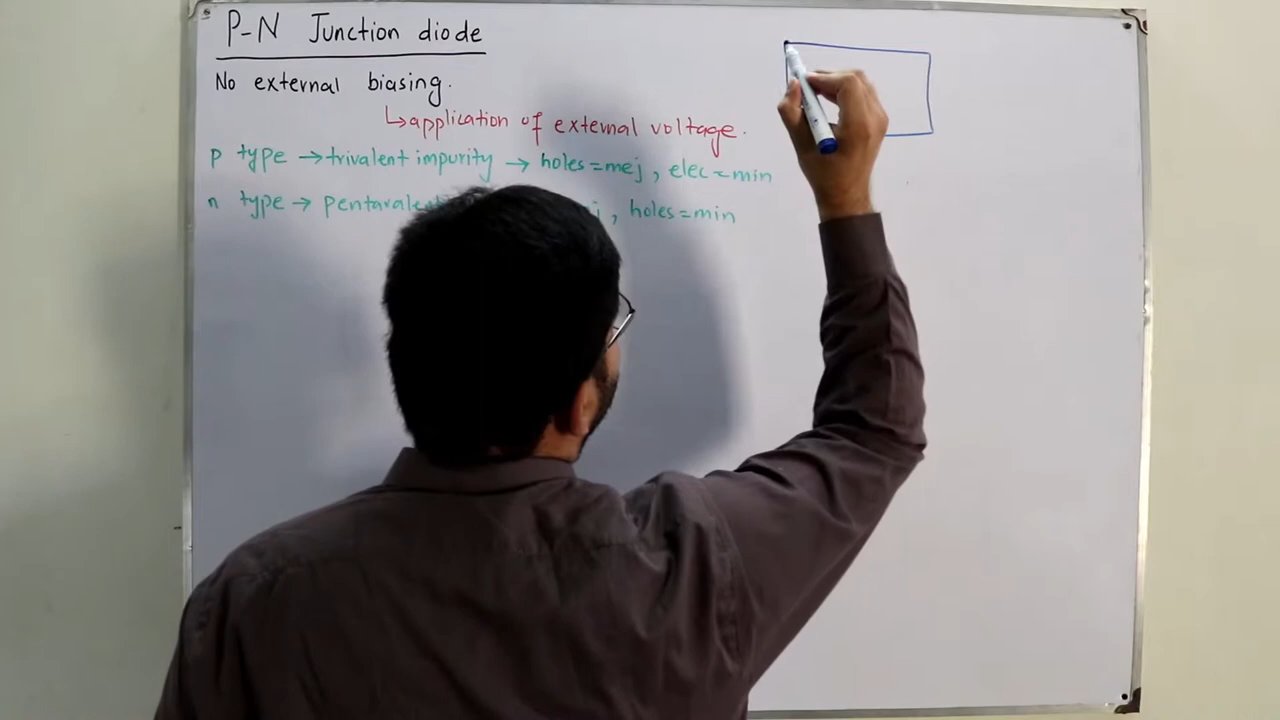 P-N Junction diode
No external biasing.
↳application of external voltage.
P type → trivalent impurity → holes=mej, elec=min
n type → pentavalent , holes=min